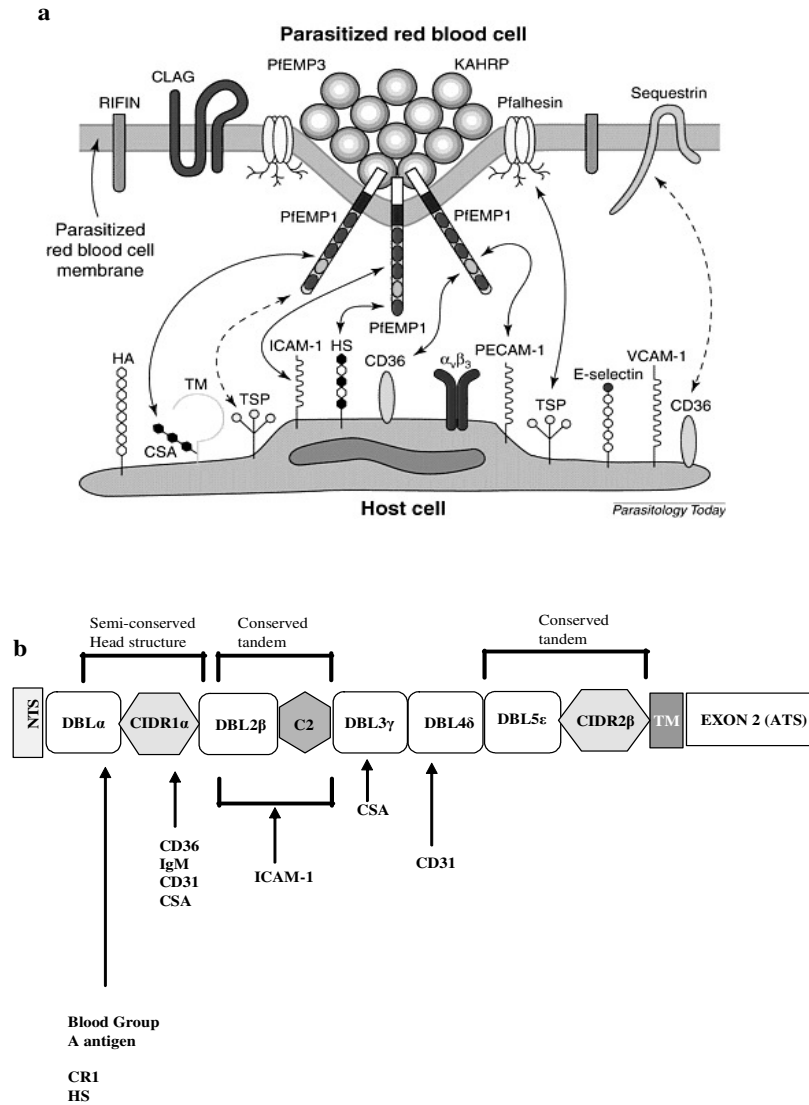 a
Parasitized red blood cell
PfEMP3
KAHRP
CLAG
RIFIN
Pfalhesin
Sequestrin
PfEMP1
PfEMP1
Parasitized
red blood cell
membrane
PfEMP1
HA
TM
CSA
TSP
ICAM-1
HS
CD36
αvβ3
PECAM-1
TSP
E-selectin
VCAM-1
CD36
Host cell
Parasitology Today
b
Semi-conserved
Head structure
Conserved
tandem
Conserved
tandem
NTS
DBLα
CIDR1α
DBL2β
C2
DBL3γ
DBL4δ
DBL5ε
CIDR2β
TM
EXON 2 (ATS)
CD36
IgM
CD31
CSA
ICAM-1
CSA
CD31
Blood Group
A antigen
CR1
HS